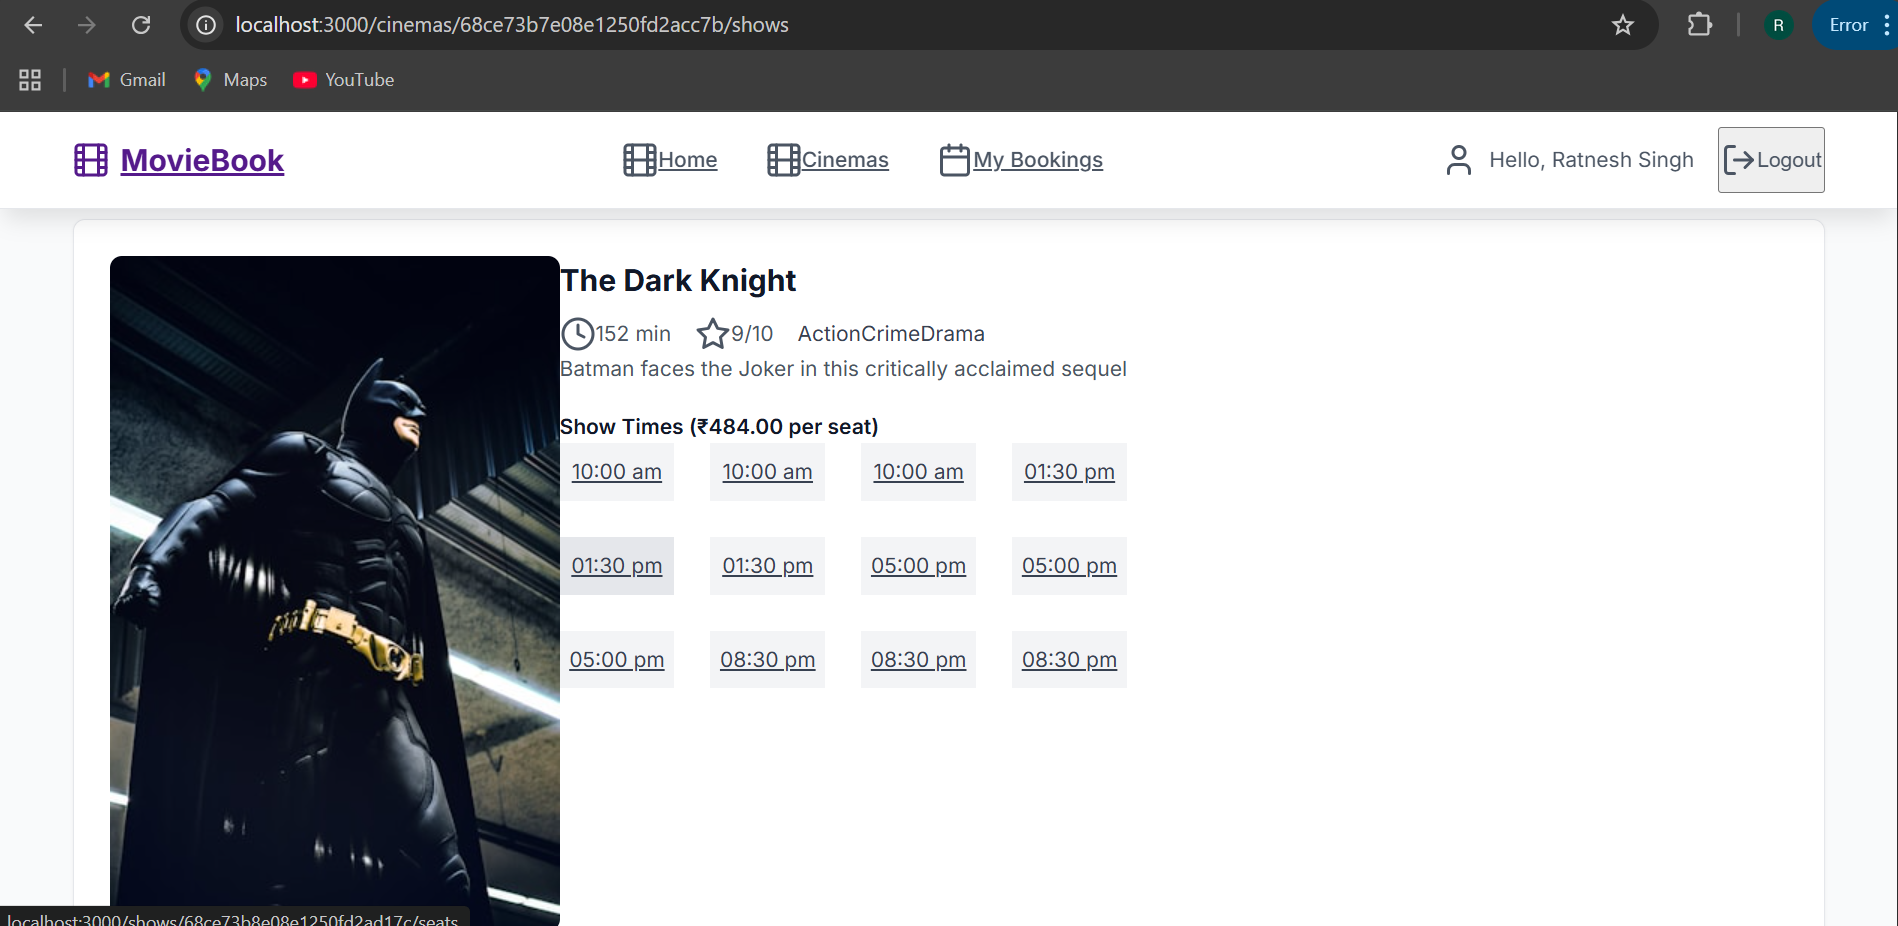 localhost:3000/cinemas/68ce73b7e08e1250fd2acc7b/shows
R
Error
Gmail
Maps
YouTube
MovieBook
Home
Cinemas
My Bookings
Hello, Ratnesh Singh
Logout
The Dark Knight
152 min 9/10 ActionCrimeDrama
Batman faces the Joker in this critically acclaimed sequel
Show Times (₹484.00 per seat)
10:00 am 10:00 am 10:00 am 01:30 pm
01:30 pm 01:30 pm 05:00 pm 05:00 pm
05:00 pm 08:30 pm 08:30 pm 08:30 pm
localhost:3000/shows/68ce73b8e08e1250fd2ad17c/seats